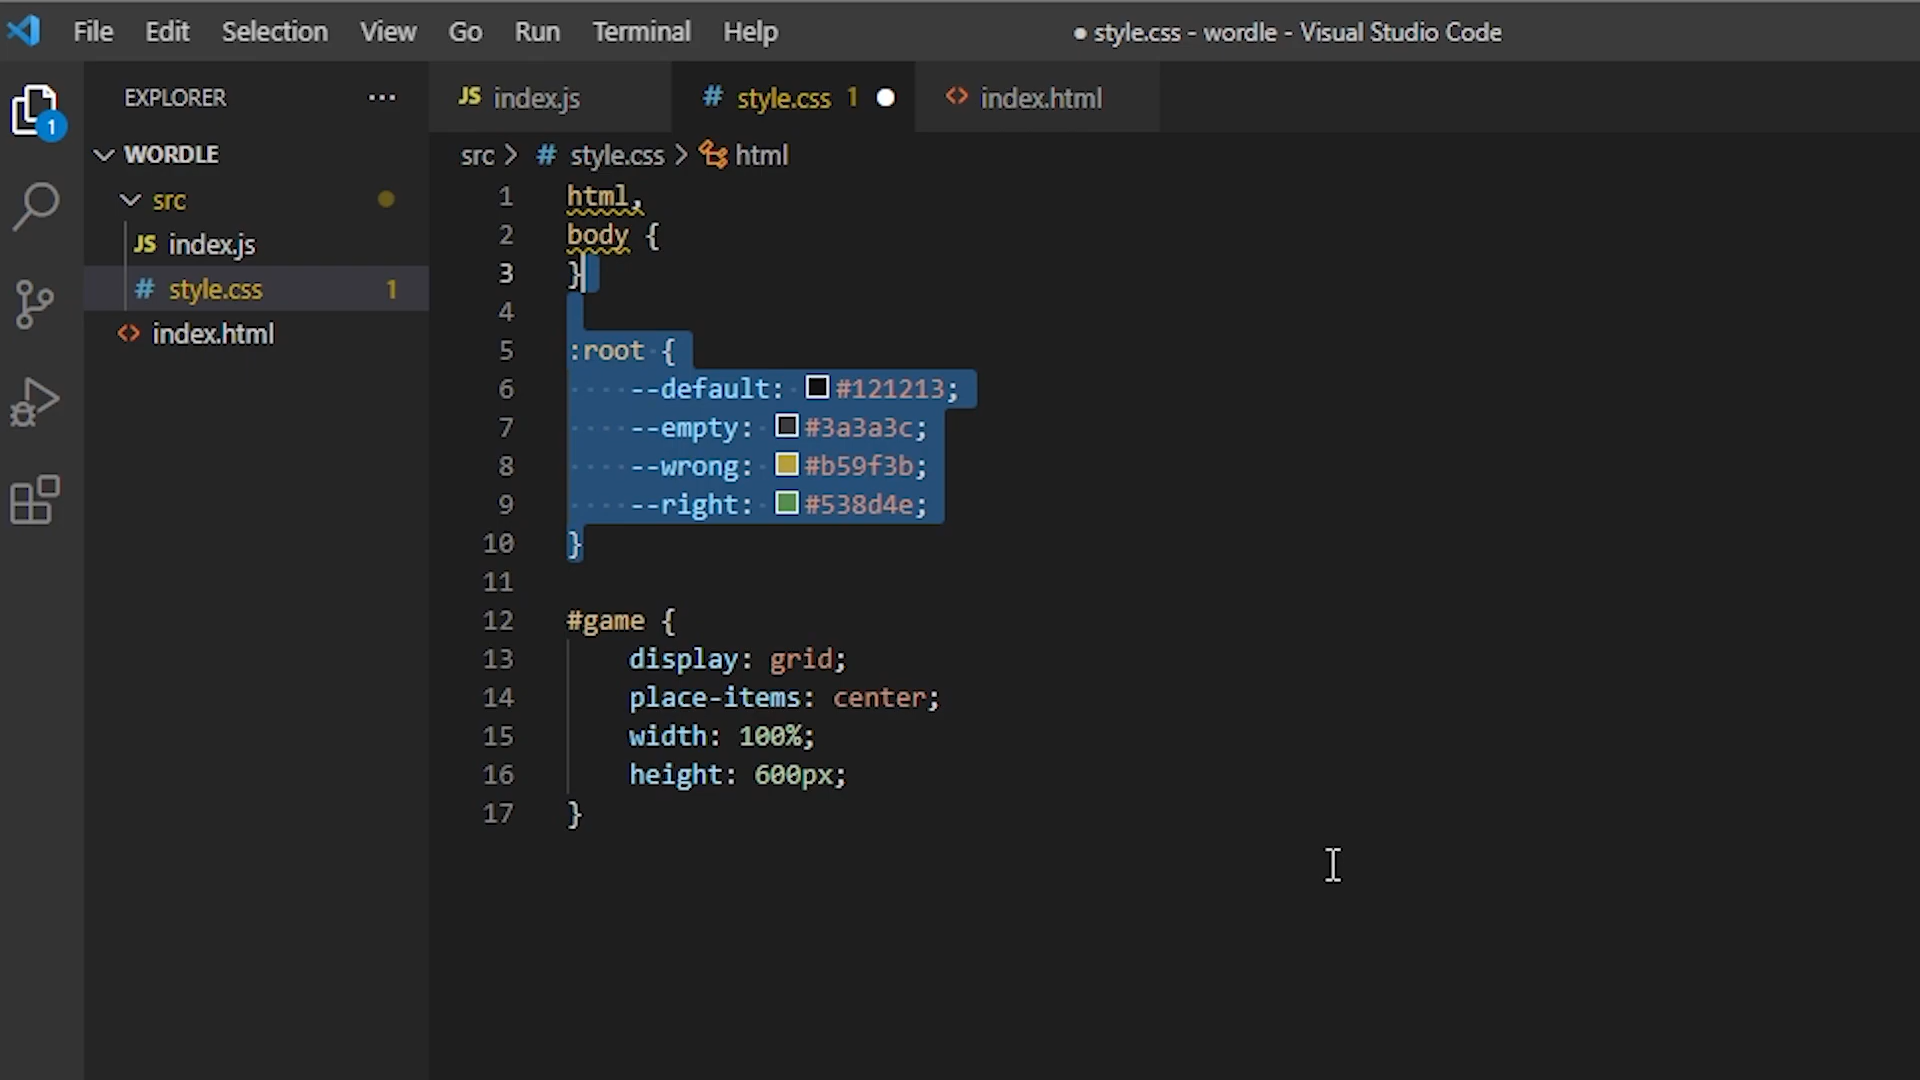 File Edit Selection View Go Run Terminal Help ● style.css - wordle - Visual Studio Code
EXPLORER ···
JS index.js
# style.css 1 ●
<> index.html
1
WORDLE
src > # style.css > html
src
JS index.js
# style.css 1
<> index.html
1 html,
2 body {
3 }
4
5 :root {
6 --default: #121213;
7 --empty: #3a3a3c;
8 --wrong: #b59f3b;
9 --right: #538d4e;
10 }
11
12 #game {
13 display: grid;
14 place-items: center;
15 width: 100%;
16 height: 600px;
17 }